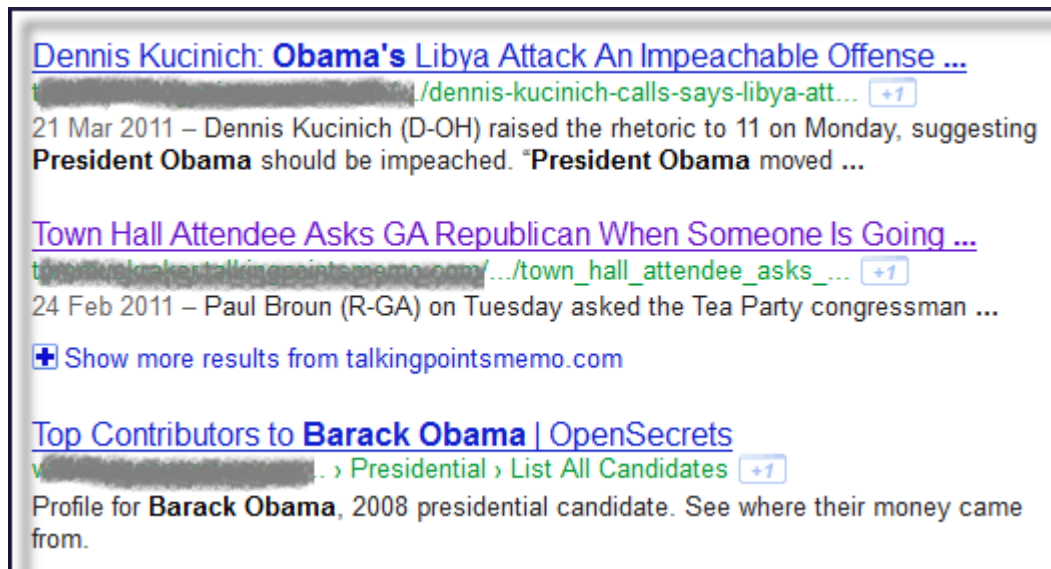 Dennis Kucinich: Obama's Libya Attack An Impeachable Offense ...
./dennis-kucinich-calls-says-libya-att... +1
21 Mar 2011 – Dennis Kucinich (D-OH) raised the rhetoric to 11 on Monday, suggesting
President Obama should be impeached. “President Obama moved ...
Town Hall Attendee Asks GA Republican When Someone Is Going ...
/.../town_hall_attendee_asks_... +1
24 Feb 2011 – Paul Broun (R-GA) on Tuesday asked the Tea Party congressman ...
Show more results from talkingpointsmemo.com
Top Contributors to Barack Obama | OpenSecrets
.. › Presidential › List All Candidates +1
Profile for Barack Obama, 2008 presidential candidate. See where their money came
from.